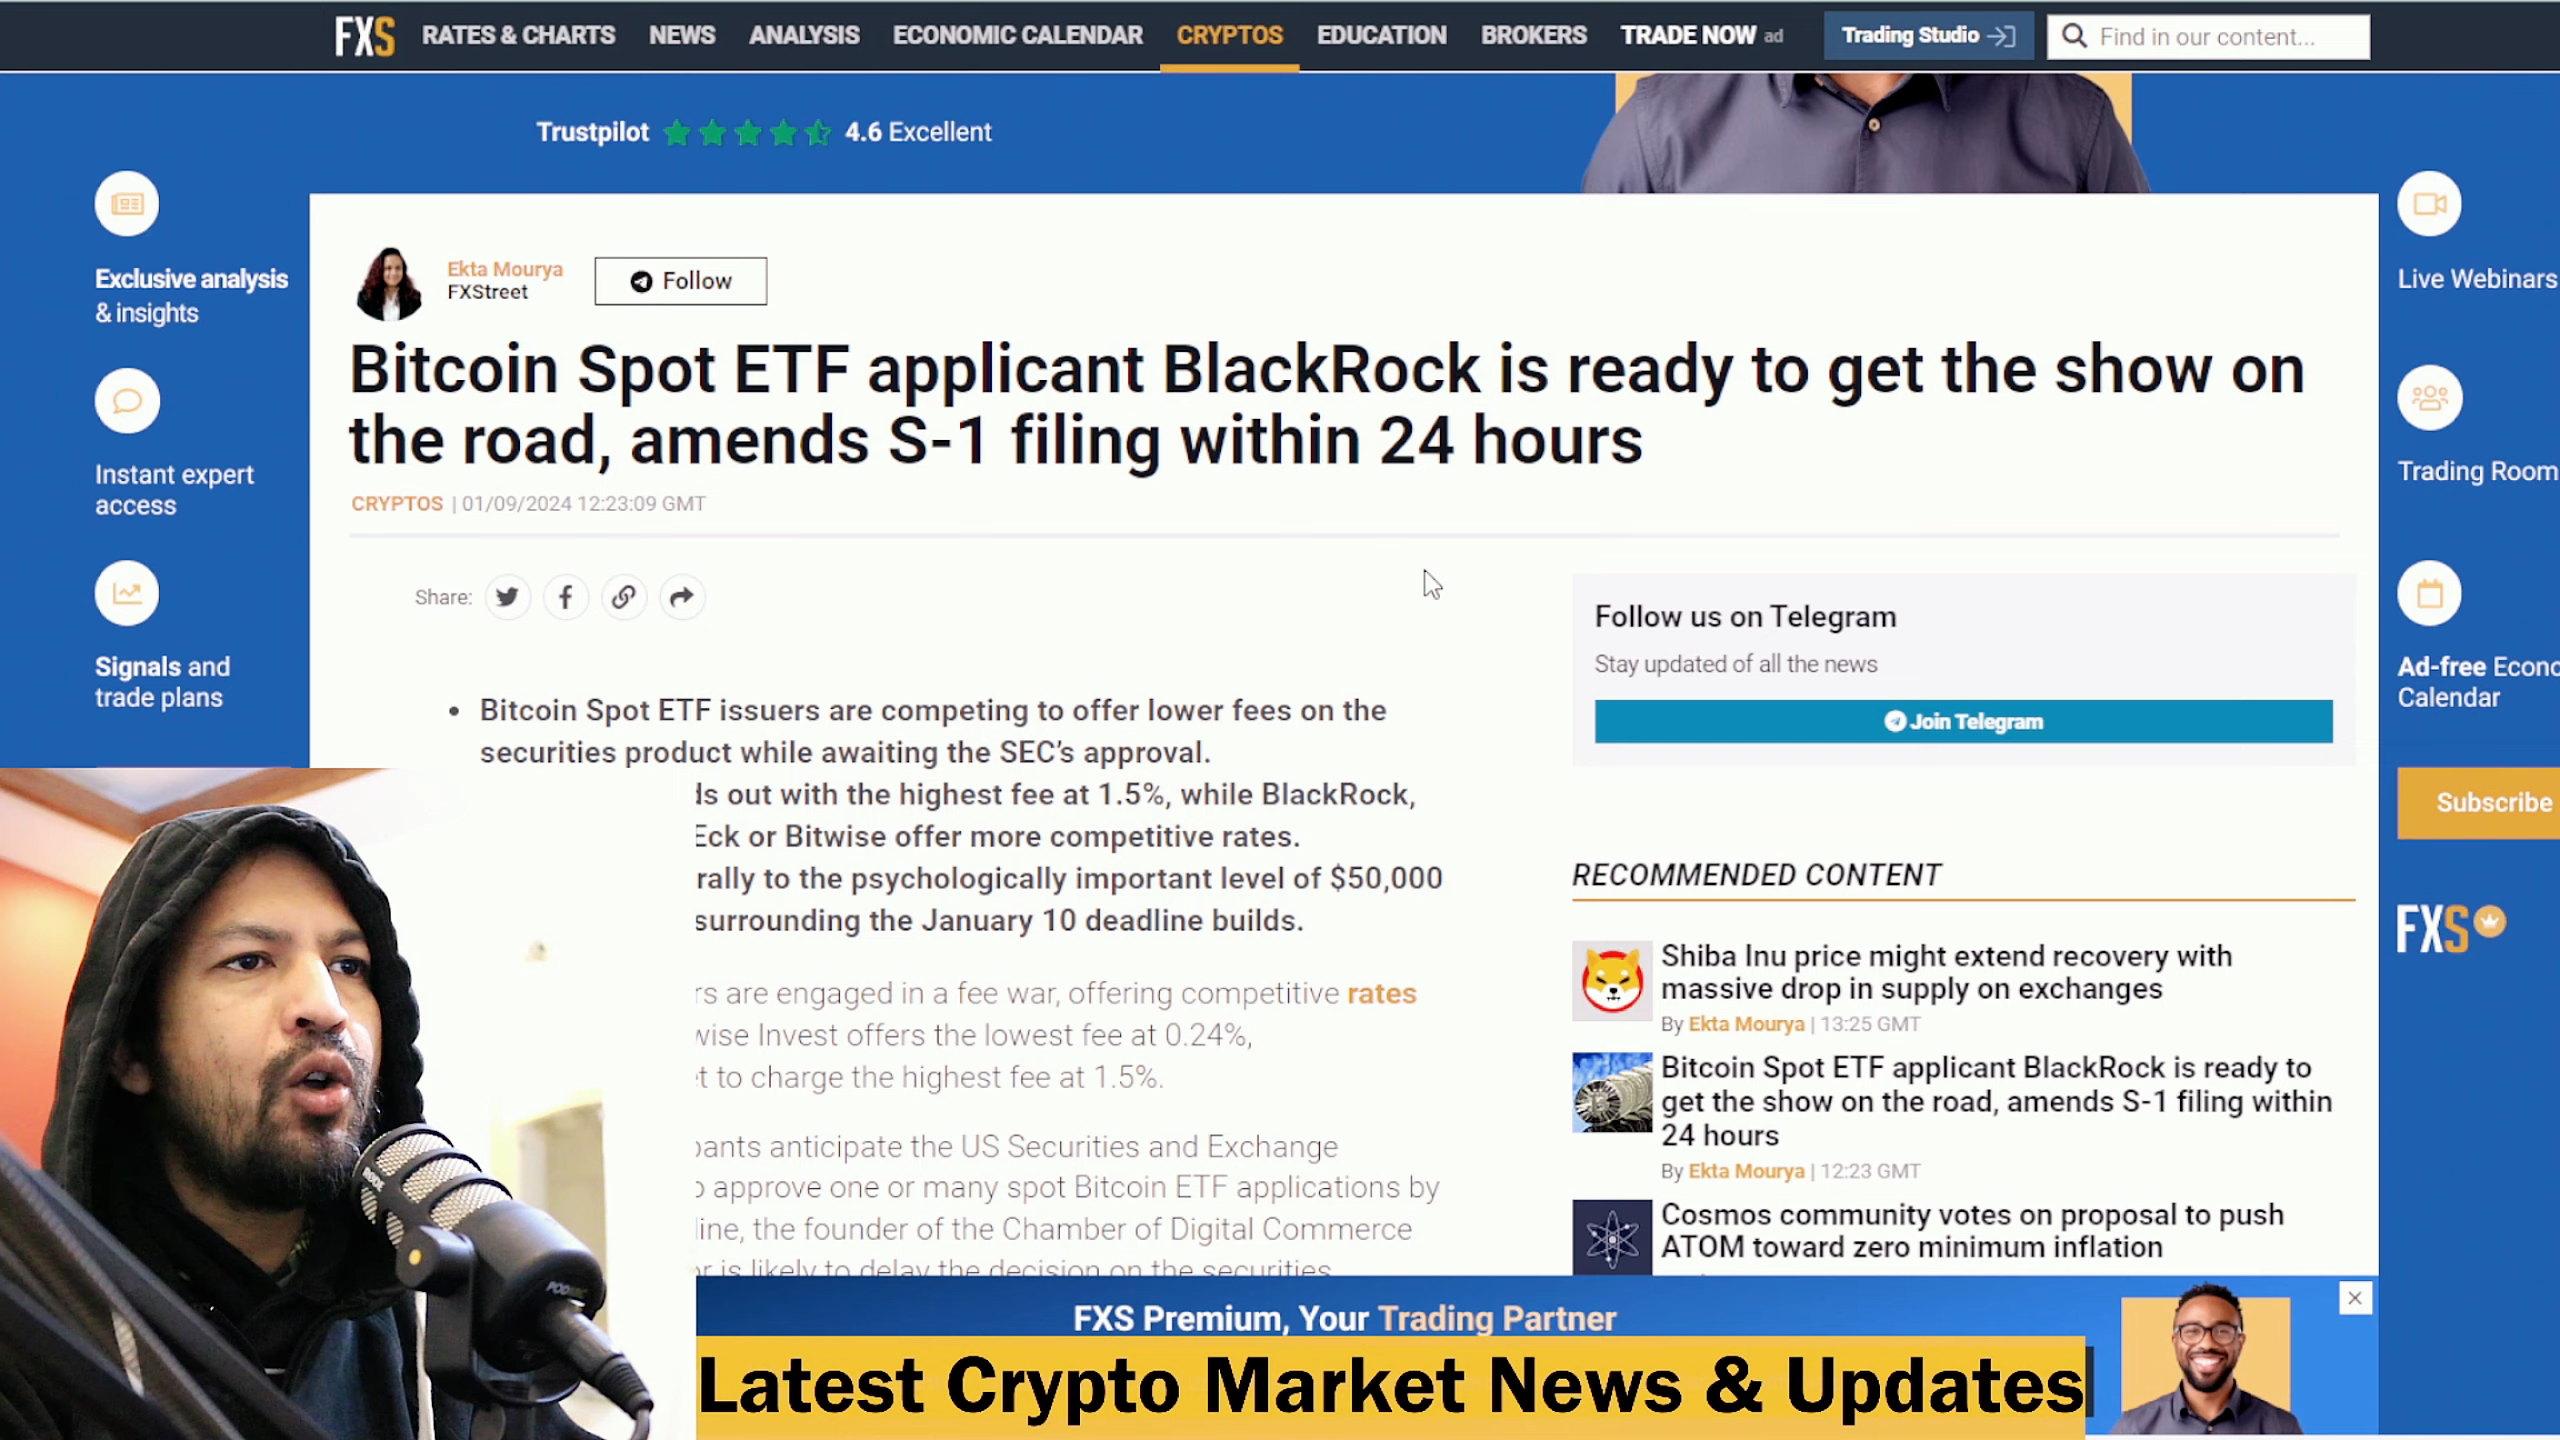 FXS RATES & CHARTS NEWS ANALYSIS ECONOMIC CALENDAR CRYPTOS EDUCATION BROKERS TRADE NOW ad Trading Studio Find in our content...
Trustpilot 4.6 Excellent
Exclusive analysis
& insights
Instant expert
access
Signals and
trade plans
Ekta Mourya
FXStreet
Follow
Bitcoin Spot ETF applicant BlackRock is ready to get the show on
the road, amends S-1 filing within 24 hours
CRYPTOS | 01/09/2024 12:23:09 GMT
Share:
• Bitcoin Spot ETF issuers are competing to offer lower fees on the
securities product while awaiting the SEC's approval.
ds out with the highest fee at 1.5%, while BlackRock,
Eck or Bitwise offer more competitive rates.
rally to the psychologically important level of $50,000
surrounding the January 10 deadline builds.
rs are engaged in a fee war, offering competitive rates
wise Invest offers the lowest fee at 0.24%,
t to charge the highest fee at 1.5%.
pants anticipate the US Securities and Exchange
o approve one or many spot Bitcoin ETF applications by
line, the founder of the Chamber of Digital Commerce
or is likely to delay the decision on the securities
Follow us on Telegram
Stay updated of all the news
Join Telegram
RECOMMENDED CONTENT
Shiba Inu price might extend recovery with
massive drop in supply on exchanges
By Ekta Mourya | 13:25 GMT
Bitcoin Spot ETF applicant BlackRock is ready to
get the show on the road, amends S-1 filing within
24 hours
By Ekta Mourya | 12:23 GMT
Cosmos community votes on proposal to push
ATOM toward zero minimum inflation
Live Webinars
Trading Room
Ad-free Econo
Calendar
Subscribe
FXS
FXS Premium, Your Trading Partner
Latest Crypto Market News & Updates